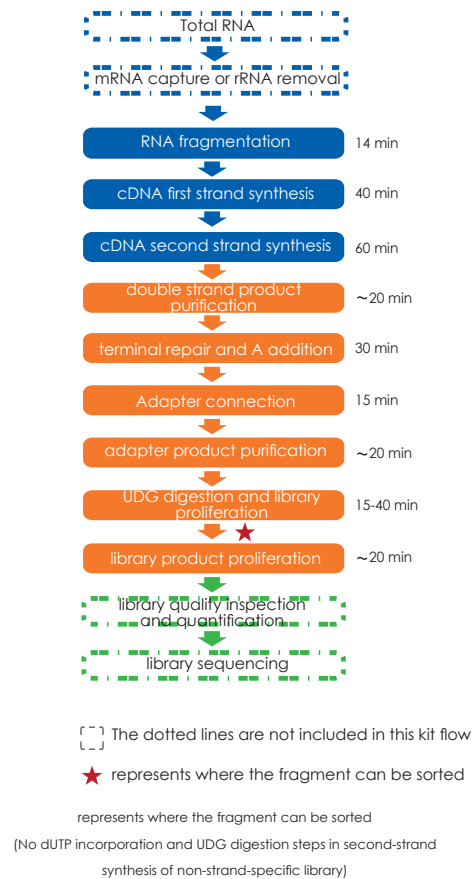 Total RNA
mRNA capture or rRNA removal
RNA fragmentation
14 min
cDNA first strand synthesis
40 min
cDNA second strand synthesis
60 min
double strand product
purification
~20 min
terminal repair and A addition
30 min
Adapter connection
15 min
adapter product purification
~20 min
UDG digestion and library
proliferation
15-40 min
library product proliferation
~20 min
library qudlity inspection
and quantification
library sequencing
The dotted lines are not included in this kit flow
represents where the fragment can be sorted
represents where the fragment can be sorted
(No dUTP incorporation and UDG digestion steps in second-strand
synthesis of non-strand-specific library)